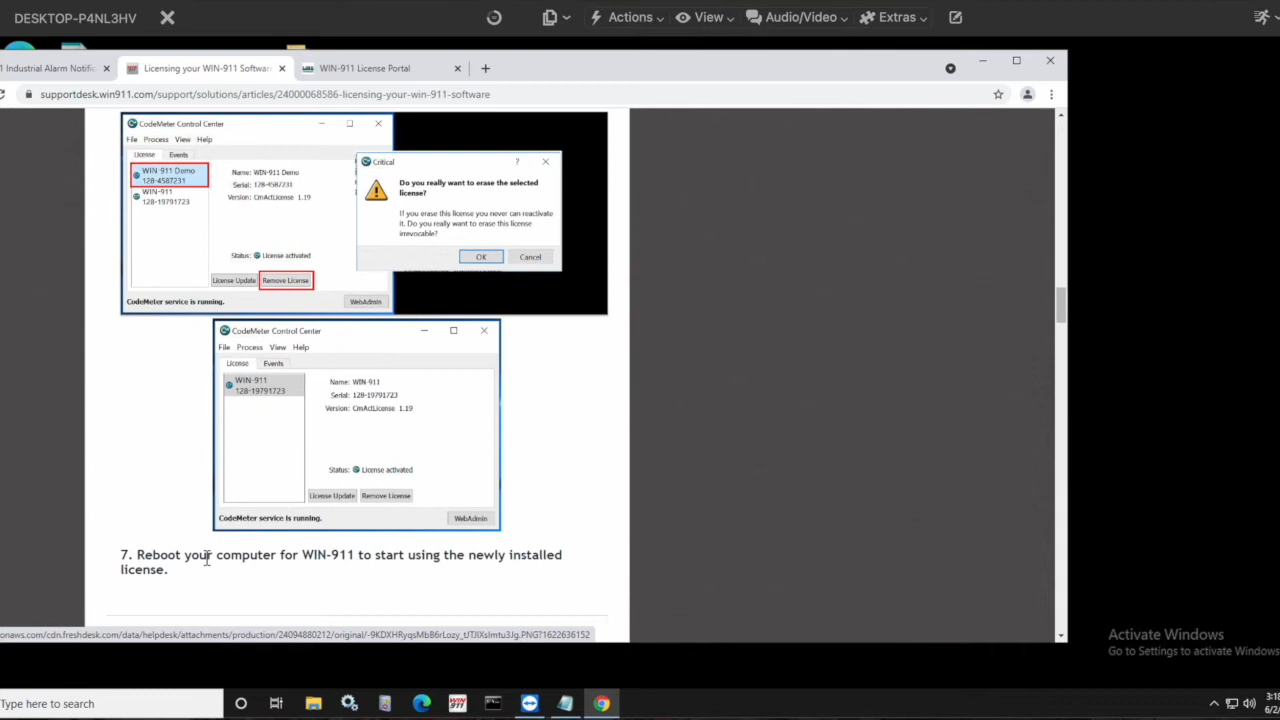 DESKTOP-P4NL3HV
Actions
View
Audio/Video
Extras
1 Industrial Alarm Notific
Licensing your WIN-911 Softwar
WIN-911 License Portal
supportdesk.win911.com/support/solutions/articles/24000068586-licensing-your-win-911-software
CodeMeter Control Center
File Process View Help
License Events
WIN-911 Demo
128-4587231
WIN-911
128-19791723
Name: WIN-911 Demo
Serial: 128-4587231
Version: CmActLicense 1.19
Status: License activated
License Update Remove License
CodeMeter service is running.
WebAdmin
Critical
?
Do you really want to erase the selected
license?
If you erase this license you never can reactivate
it. Do you really want to erase this license
irrevocable?
OK Cancel
CodeMeter Control Center
File Process View Help
License Events
WIN-911
128-19791723
Name: WIN-911
Serial: 128-19791723
Version: CmActLicense 1.19
Status: License activated
License Update Remove License
CodeMeter service is running.
WebAdmin
7. Reboot your computer for WIN-911 to start using the newly installed
license.
Activate Windows
Go to Settings to activate Windows
Type here to search
WIN
911
3:18
6/2/